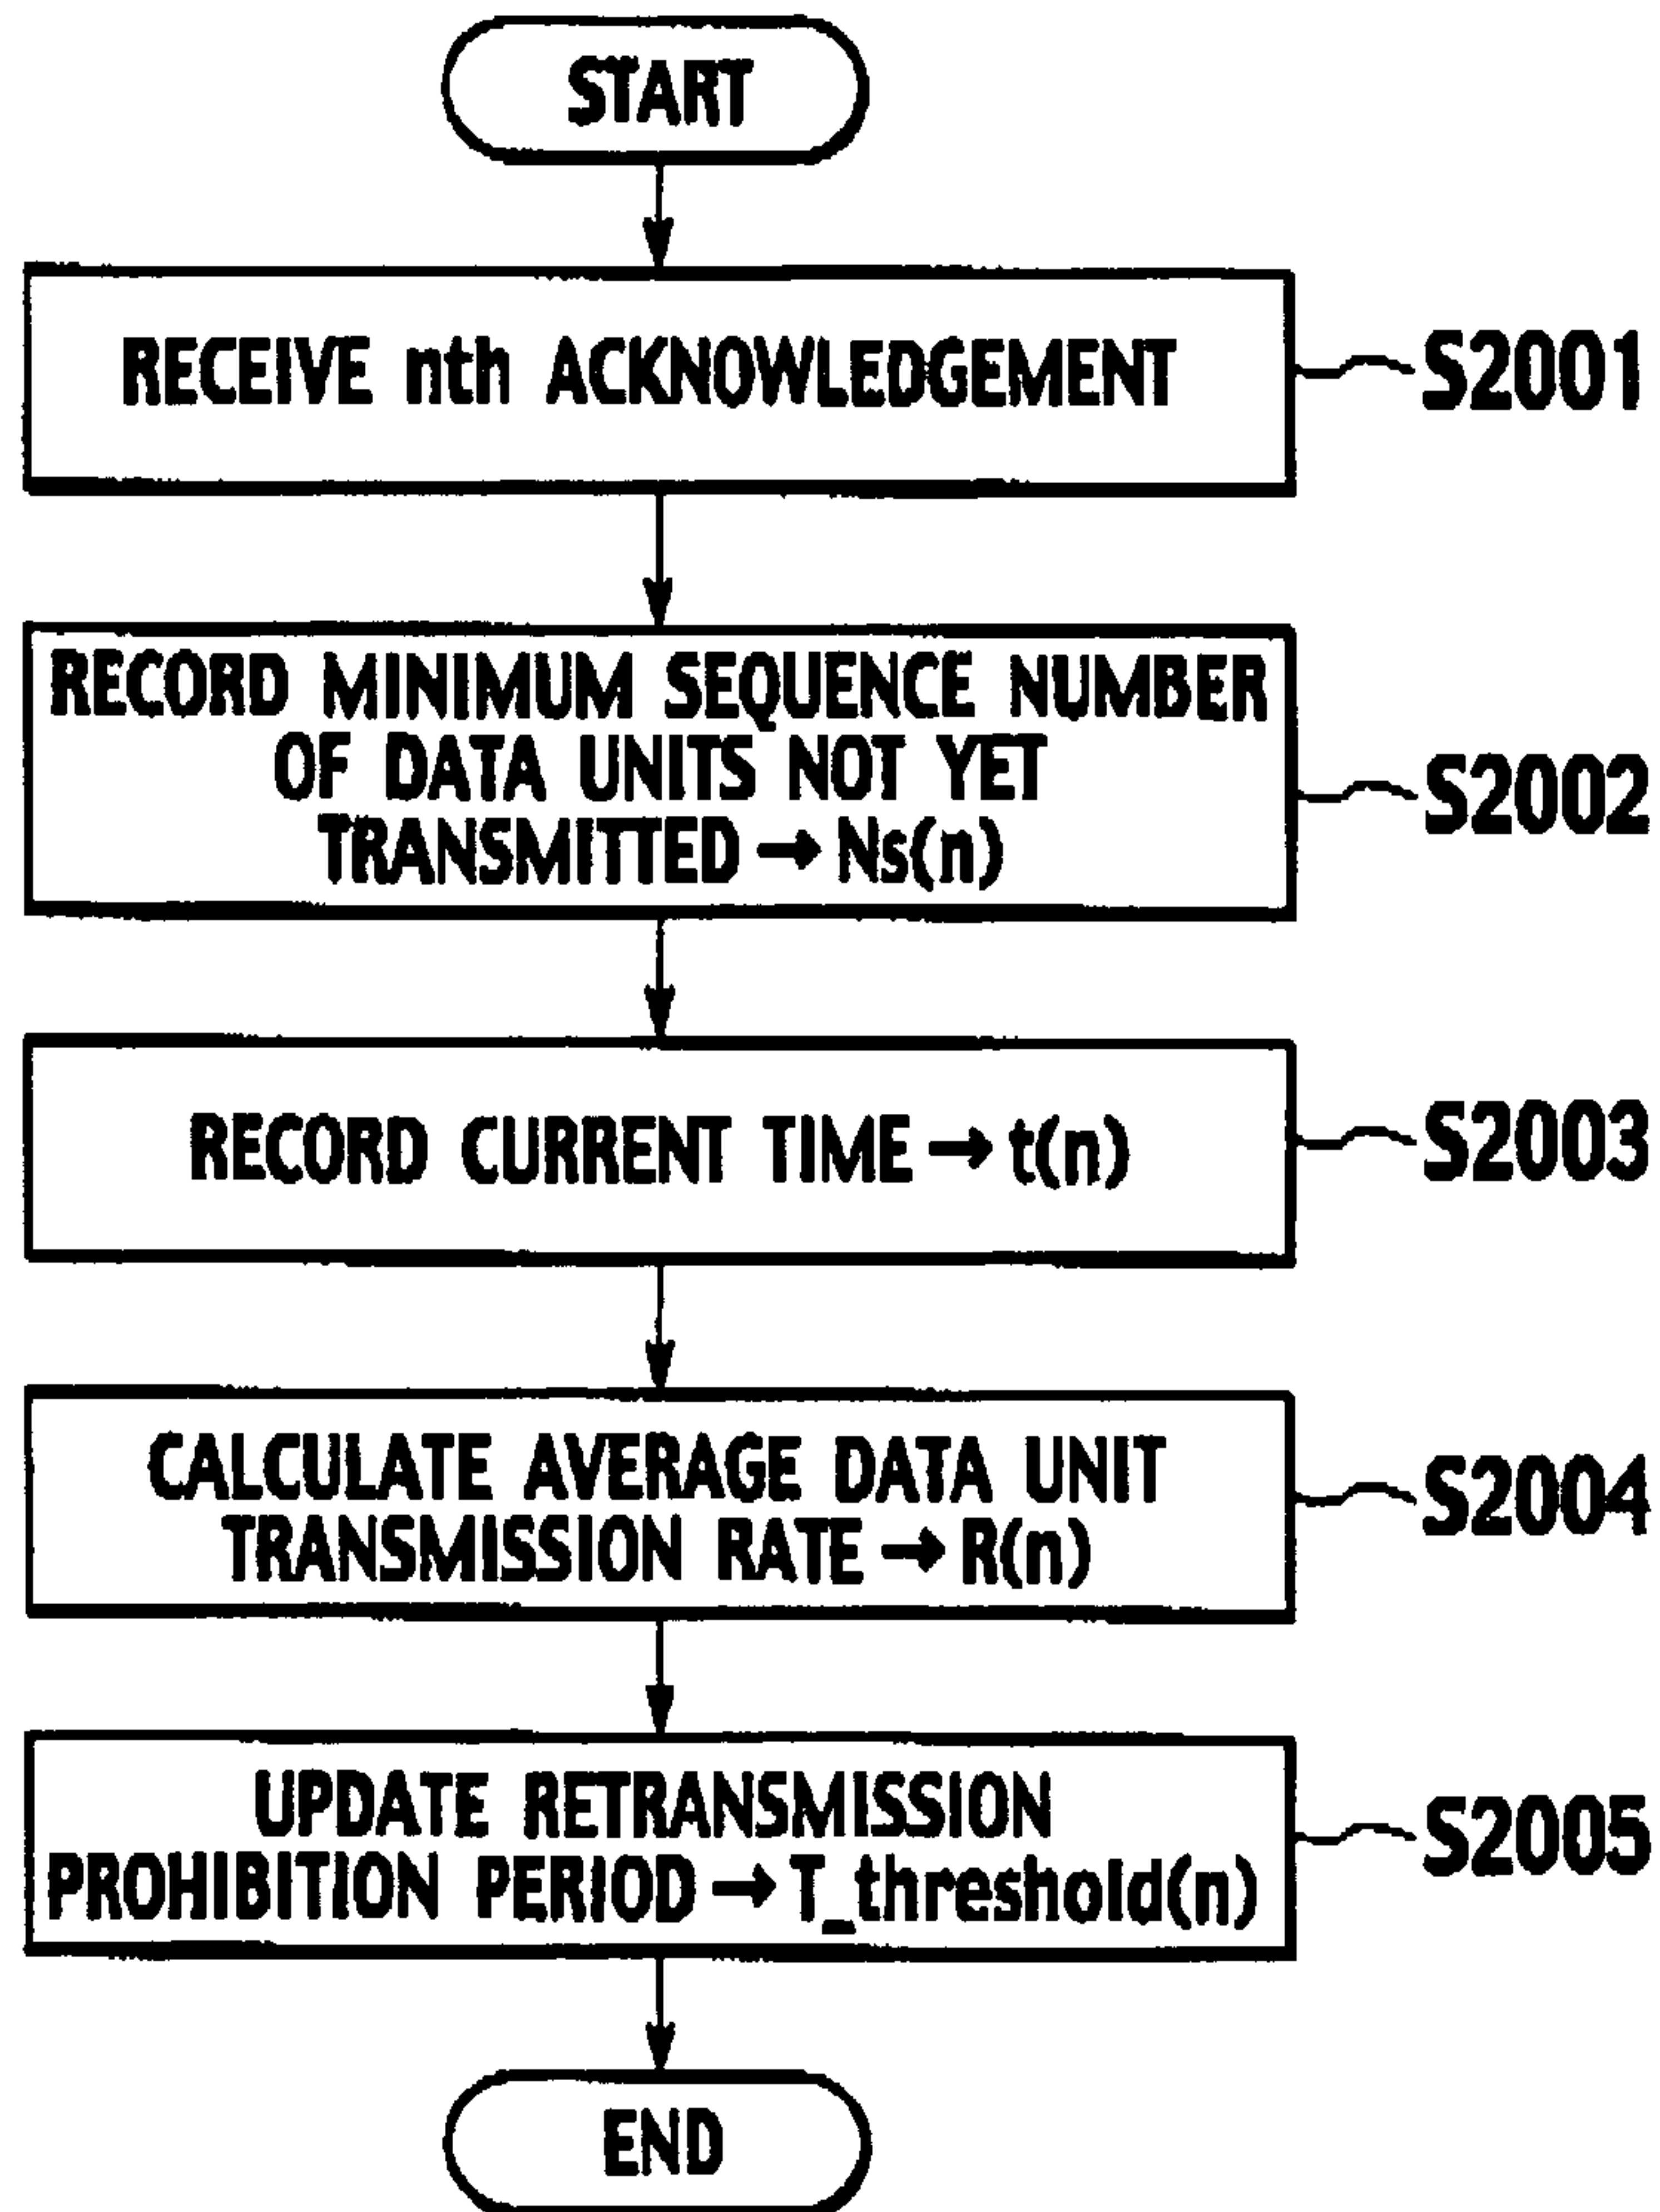 START
RECEIVE nth ACKNOWLEDGEMENT
S2001
RECORD MINIMUM SEQUENCE NUMBER
OF DATA UNITS NOT YET
TRANSMITTED → Ns(n)
S2002
RECORD CURRENT TIME → t(n)
S2003
CALCULATE AVERAGE DATA UNIT
TRANSMISSION RATE → R(n)
S2004
UPDATE RETRANSMISSION
PROHIBITION PERIOD → T_threshold(n)
S2005
END